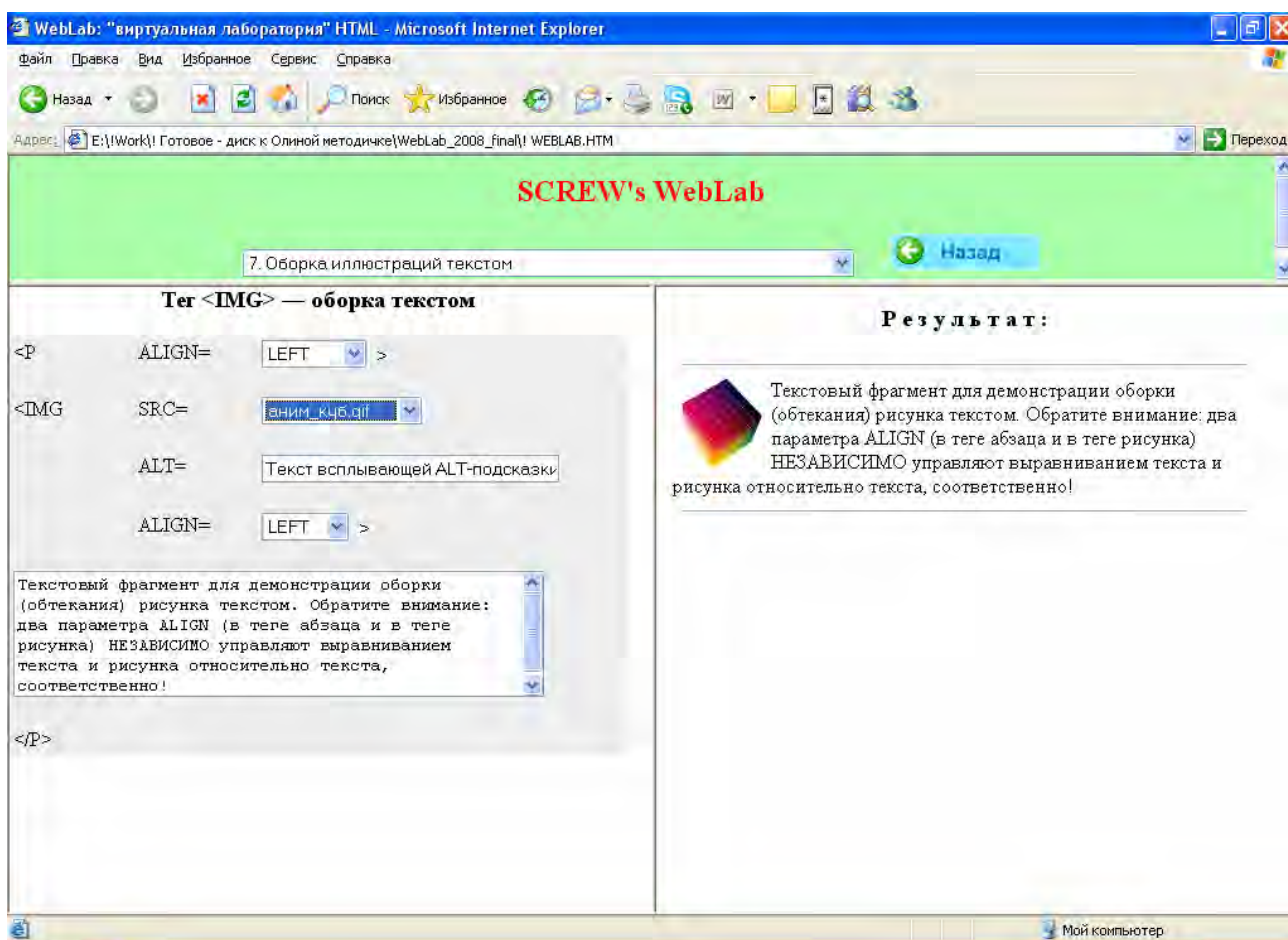 WebLab: "виртуальная лаборатория" HTML - Microsoft Internet Explorer
Файл Правка Вид Избранное Сервис Справка
Назад Поиск Избранное
Адрес: E:\!Work\! Готовое - диск к Олиной методичке\WebLab_2008_final\! WEBLAB.HTM Переход
SCREW's WebLab
7. Оборка иллюстраций текстом Назад
Тег <IMG> — оборка текстом
<P ALIGN= LEFT >
<IMG SRC= аним_куб.gif
ALT= Текст всплывающей ALT-подсказки
ALIGN= LEFT >
Текстовый фрагмент для демонстрации оборки
(обтекания) рисунка текстом. Обратите внимание:
два параметра ALIGN (в теге абзаца и в теге
рисунка) НЕЗАВИСИМО управляют выравниванием
текста и рисунка относительно текста,
соответственно!
</P>
Результат:
Текстовый фрагмент для демонстрации оборки
(обтекания) рисунка текстом. Обратите внимание: два
параметра ALIGN (в теге абзаца и в теге рисунка)
НЕЗАВИСИМО управляют выравниванием текста и
рисунка относительно текста, соответственно!
Мой компьютер